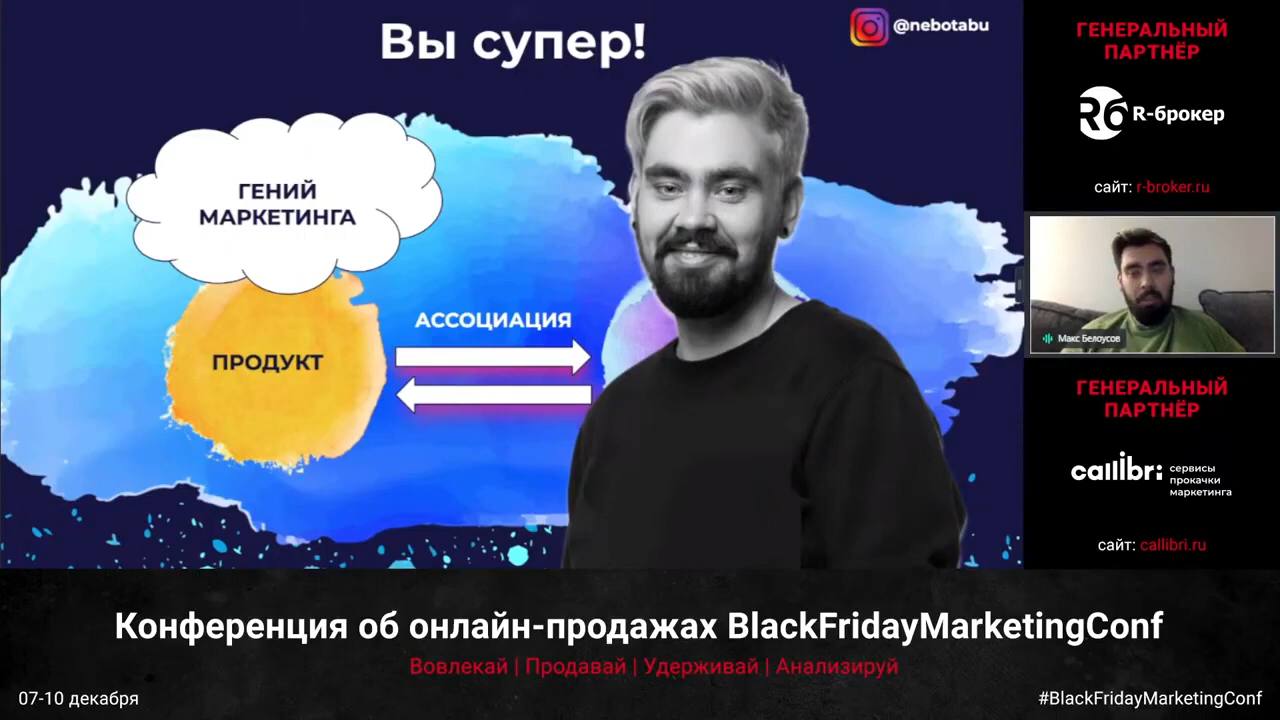 Вы супер!
@nebotabu
ГЕНИЙ
МАРКЕТИНГА
АССОЦИАЦИЯ
ПРОДУКТ
ГЕНЕРАЛЬНЫЙ
ПАРТНЁР
R-брокер
сайт: r-broker.ru
Макс Белоусов
ГЕНЕРАЛЬНЫЙ
ПАРТНЁР
callibri
сервисы
прокачки
маркетинга
сайт: callibri.ru
Конференция об онлайн-продажах BlackFridayMarketingConf
Вовлекай | Продавай | Удерживай | Анализируй
07-10 декабря
#BlackFridayMarketingConf